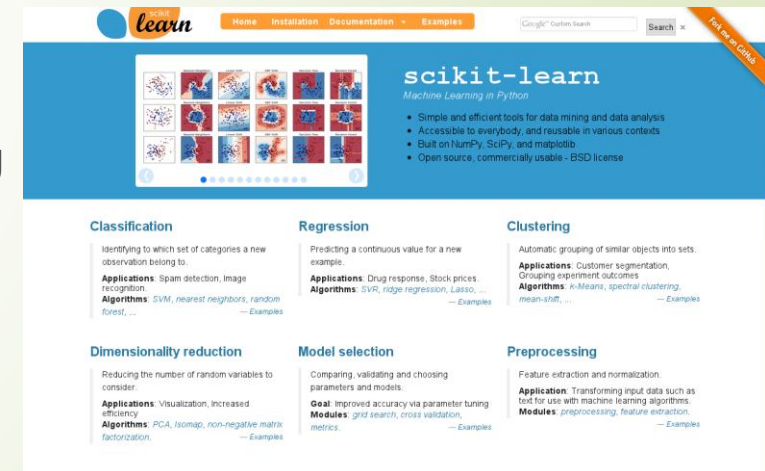 scikit
learn
Home Installation Documentation Examples
Google™ Custom Search
Search ×
Fork me on GitHub
scikit-learn
Machine Learning in Python
• Simple and efficient tools for data mining and data analysis
• Accessible to everybody, and reusable in various contexts
• Built on NumPy, SciPy, and matplotlib
• Open source, commercially usable - BSD license
Classification
Identifying to which set of categories a new
observation belong to.
Applications: Spam detection, Image
recognition.
Algorithms: SVM, nearest neighbors, random
forest, ... — Examples
Regression
Predicting a continuous value for a new
example.
Applications: Drug response, Stock prices.
Algorithms: SVR, ridge regression, Lasso, ...
— Examples
Clustering
Automatic grouping of similar objects into sets.
Applications: Customer segmentation,
Grouping experiment outcomes
Algorithms: k-Means, spectral clustering,
mean-shift, ... — Examples
Dimensionality reduction
Reducing the number of random variables to
consider.
Applications: Visualization, Increased
efficiency
Algorithms: PCA, Isomap, non-negative matrix
factorization. — Examples
Model selection
Comparing, validating and choosing
parameters and models.
Goal: Improved accuracy via parameter tuning
Modules: grid search, cross validation,
metrics. — Examples
Preprocessing
Feature extraction and normalization.
Application: Transforming input data such as
text for use with machine learning algorithms.
Modules: preprocessing, feature extraction.
— Examples